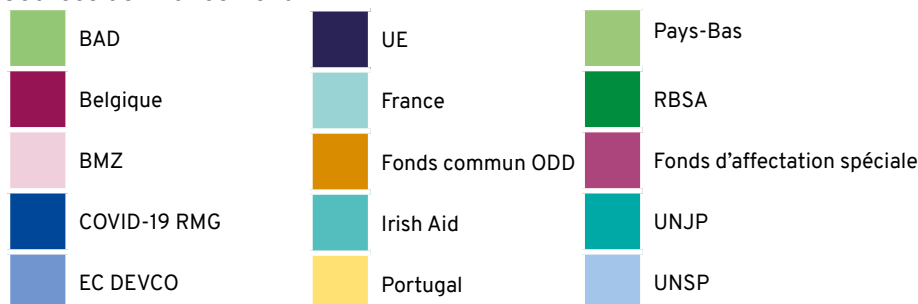 BAD
Belgique
BMZ
COVID-19 RMG
EC DEVCO
UE
France
Fonds commun ODD
Irish Aid
Portugal
Pays-Bas
RBSA
Fonds d'affectation spéciale
UNJP
UNSP